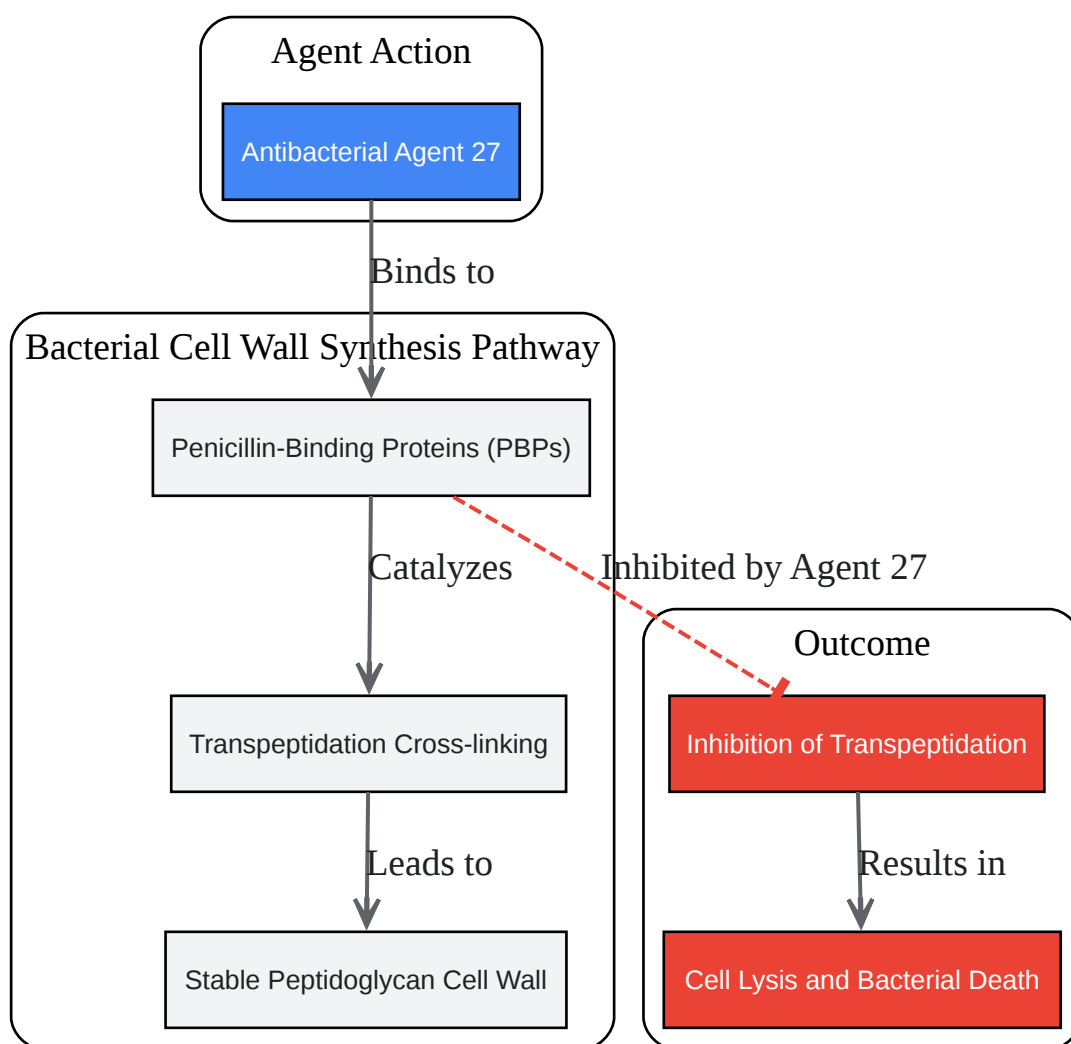 Agent Action
Antibacterial Agent 27
Binds to
Bacterial Cell Wall Synthesis Pathway
Penicillin-Binding Proteins (PBPs)
Catalyzes
Inhibited by Agent 27
Outcome
Transpeptidation Cross-linking
Inhibition of Transpeptidation
Leads to
Results in
Stable Peptidoglycan Cell Wall
Cell Lysis and Bacterial Death